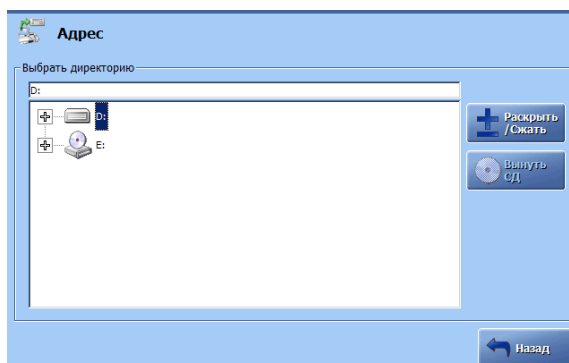 Адрес
Выбрать директорию
D:
D:
E:
Раскрыть
/Сжать
Вынуть
СД
Назад